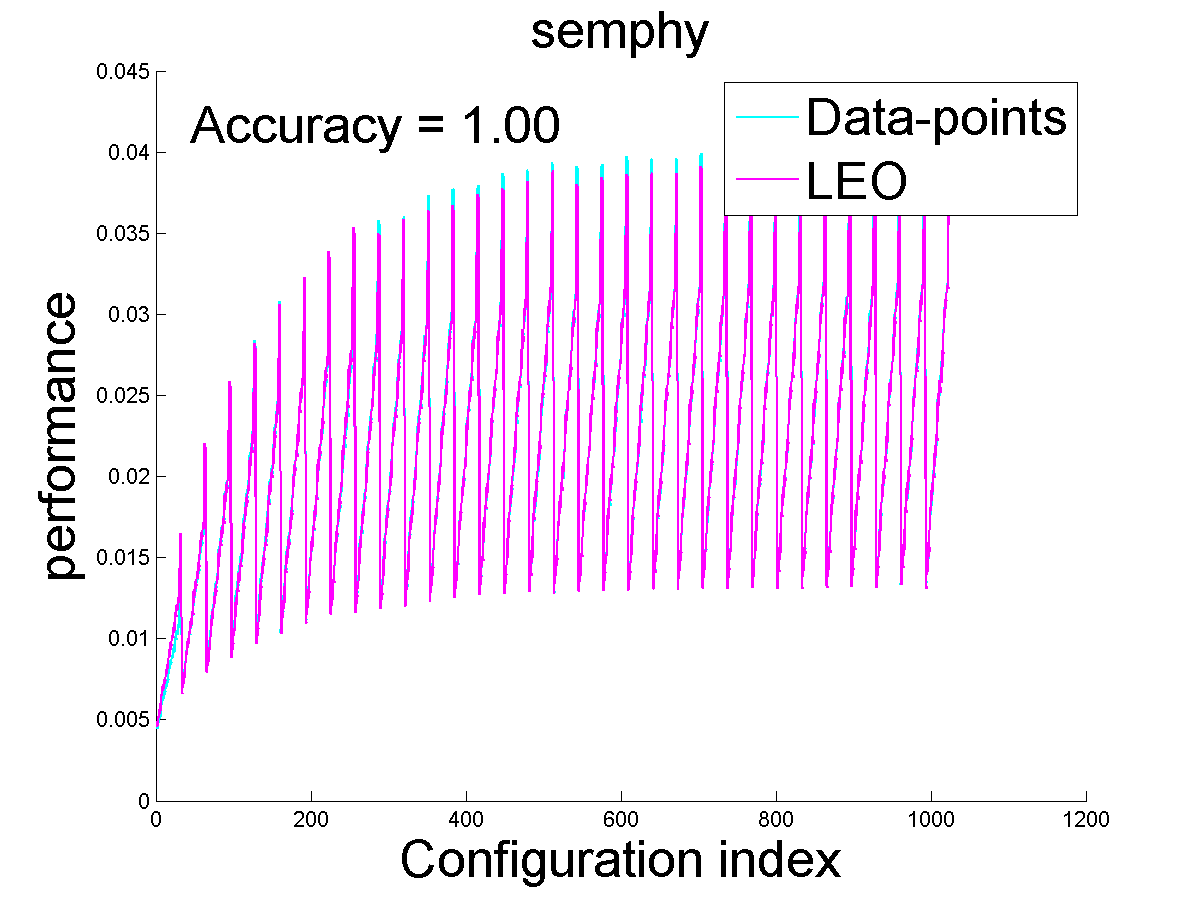 semphy
0.045
0.04
0.035
0.03
0.025
0.02
0.015
0.01
0.005
0
Accuracy = 1.00
Data-points
LEO
performance
0 200 400 600 800 1000 1200
Configuration index